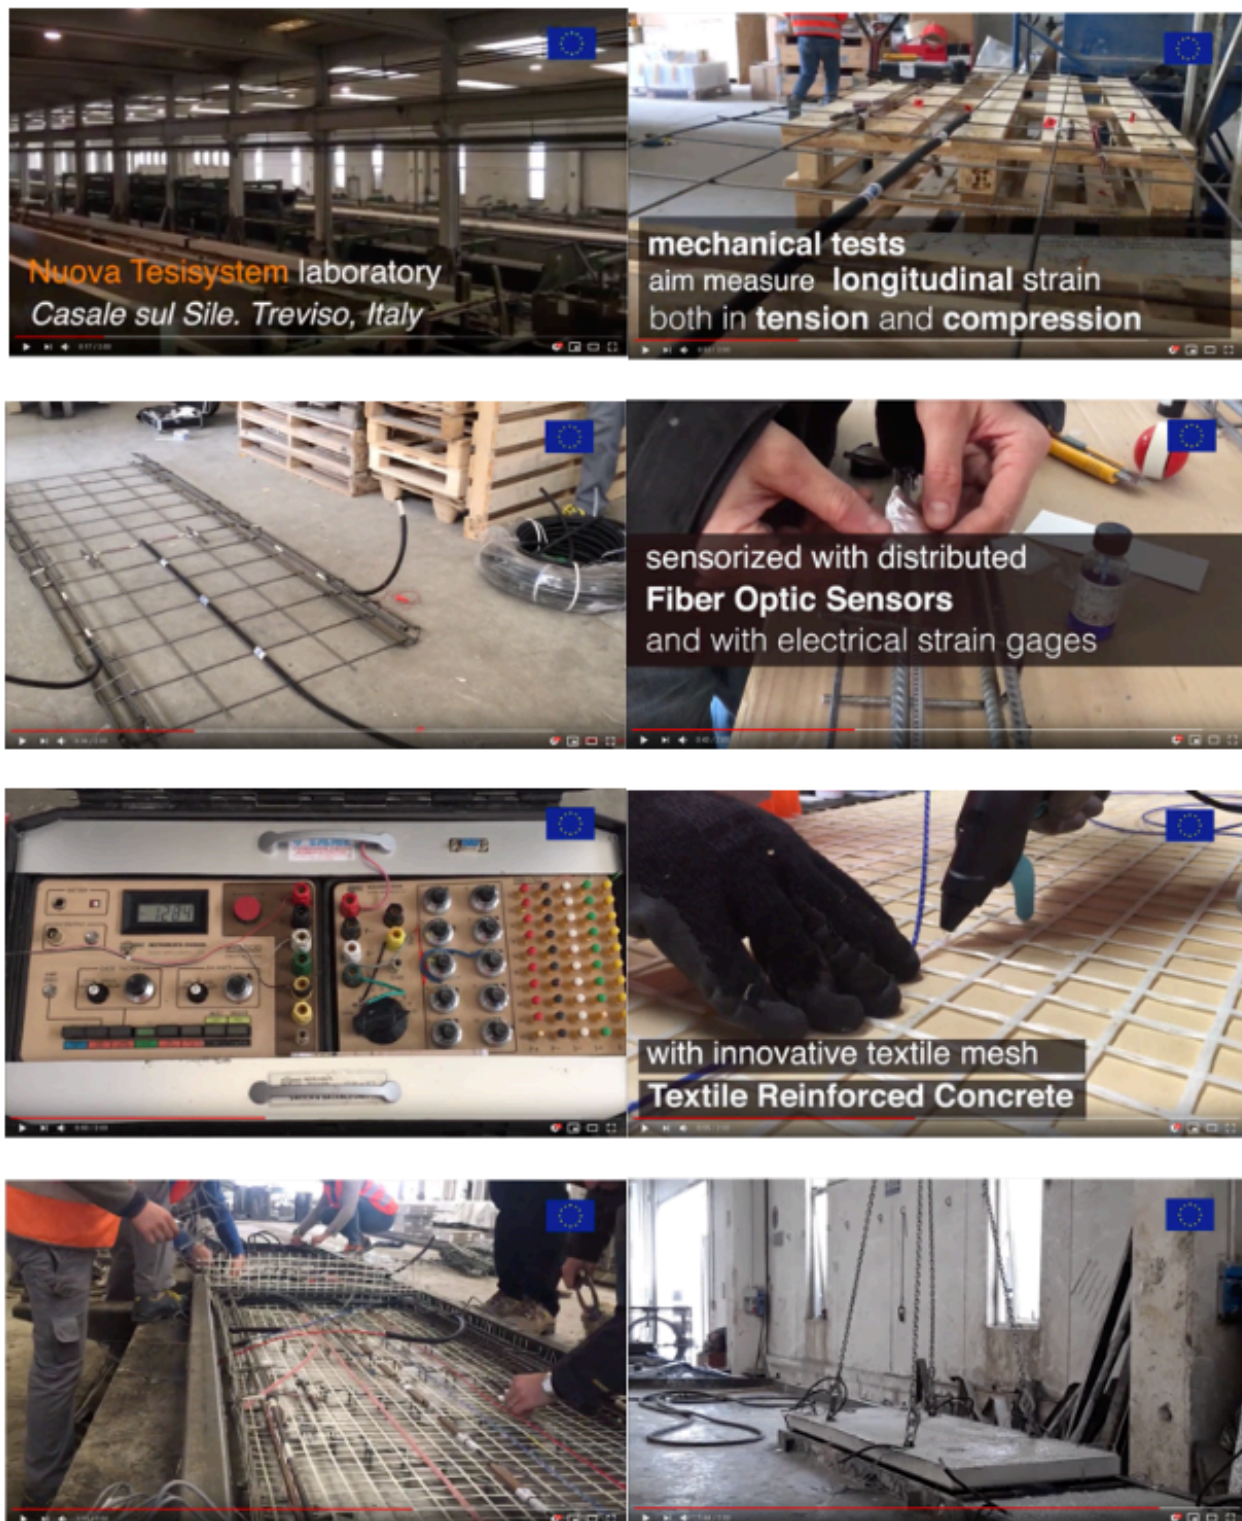 Nuova Tesisystem laboratory
Casale sul Sile. Treviso, Italy
mechanical tests
aim measure longitudinal strain
both in tension and compression
sensorized with distributed
Fiber Optic Sensors
and with electrical strain gages
1284
with innovative textile mesh
Textile Reinforced Concrete